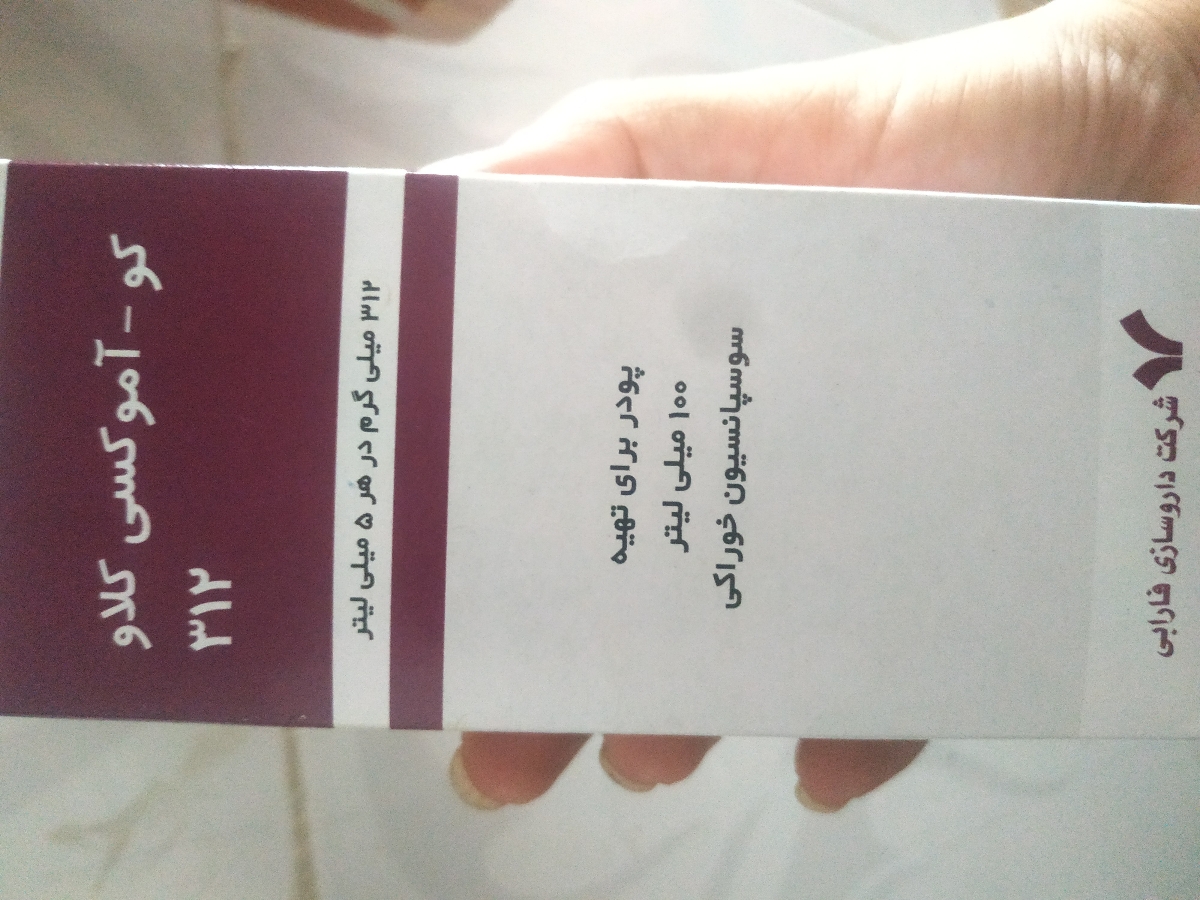 کو - آموکسی کلاو
۳۱۲
۳۱۲ میلی گرم در هر ۵ میلی لیتر
پودر برای تهیه
۱۰۰ میلی لیتر
سوسپانسیون خوراکی
شرکت داروسازی فارابی